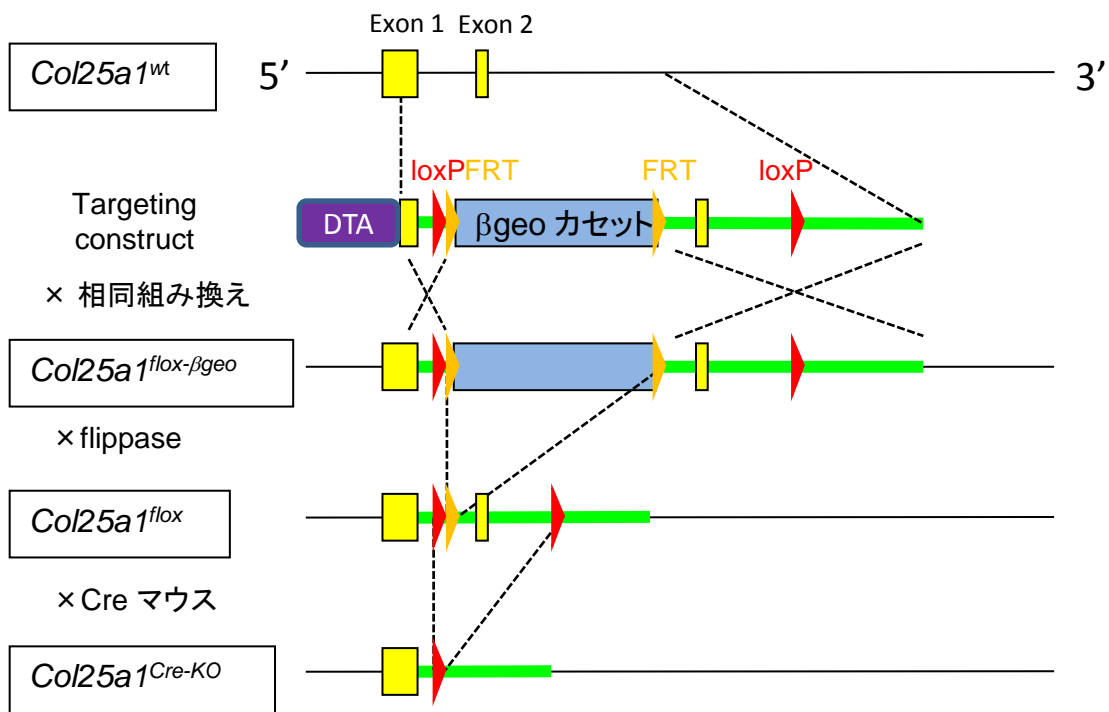 Exon 1 Exon 2
Col25a1wt 5’ 3’
loxP FRT FRT loxP
Targeting
construct
DTA βgeo カセット
× 相同組み換え
Col25a1flox-βgeo
×flippase
Col25a1flox
×Cre マウス
Col25a1Cre-KO